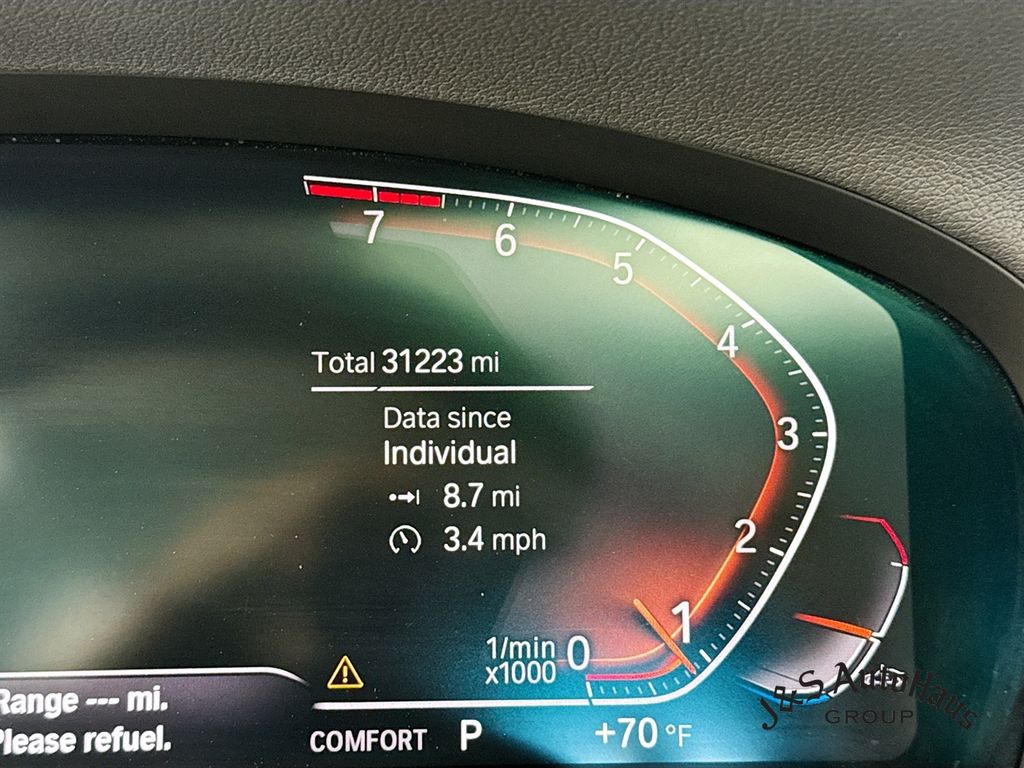 7
6
5
4
3
2
1
0
Total 31223 mi
Data since
Individual
8.7 mi
3.4 mph
1/min
x1000
Range --- mi.
Please refuel.
COMFORT P +70 °F
J&S AutoHaus
GROUP